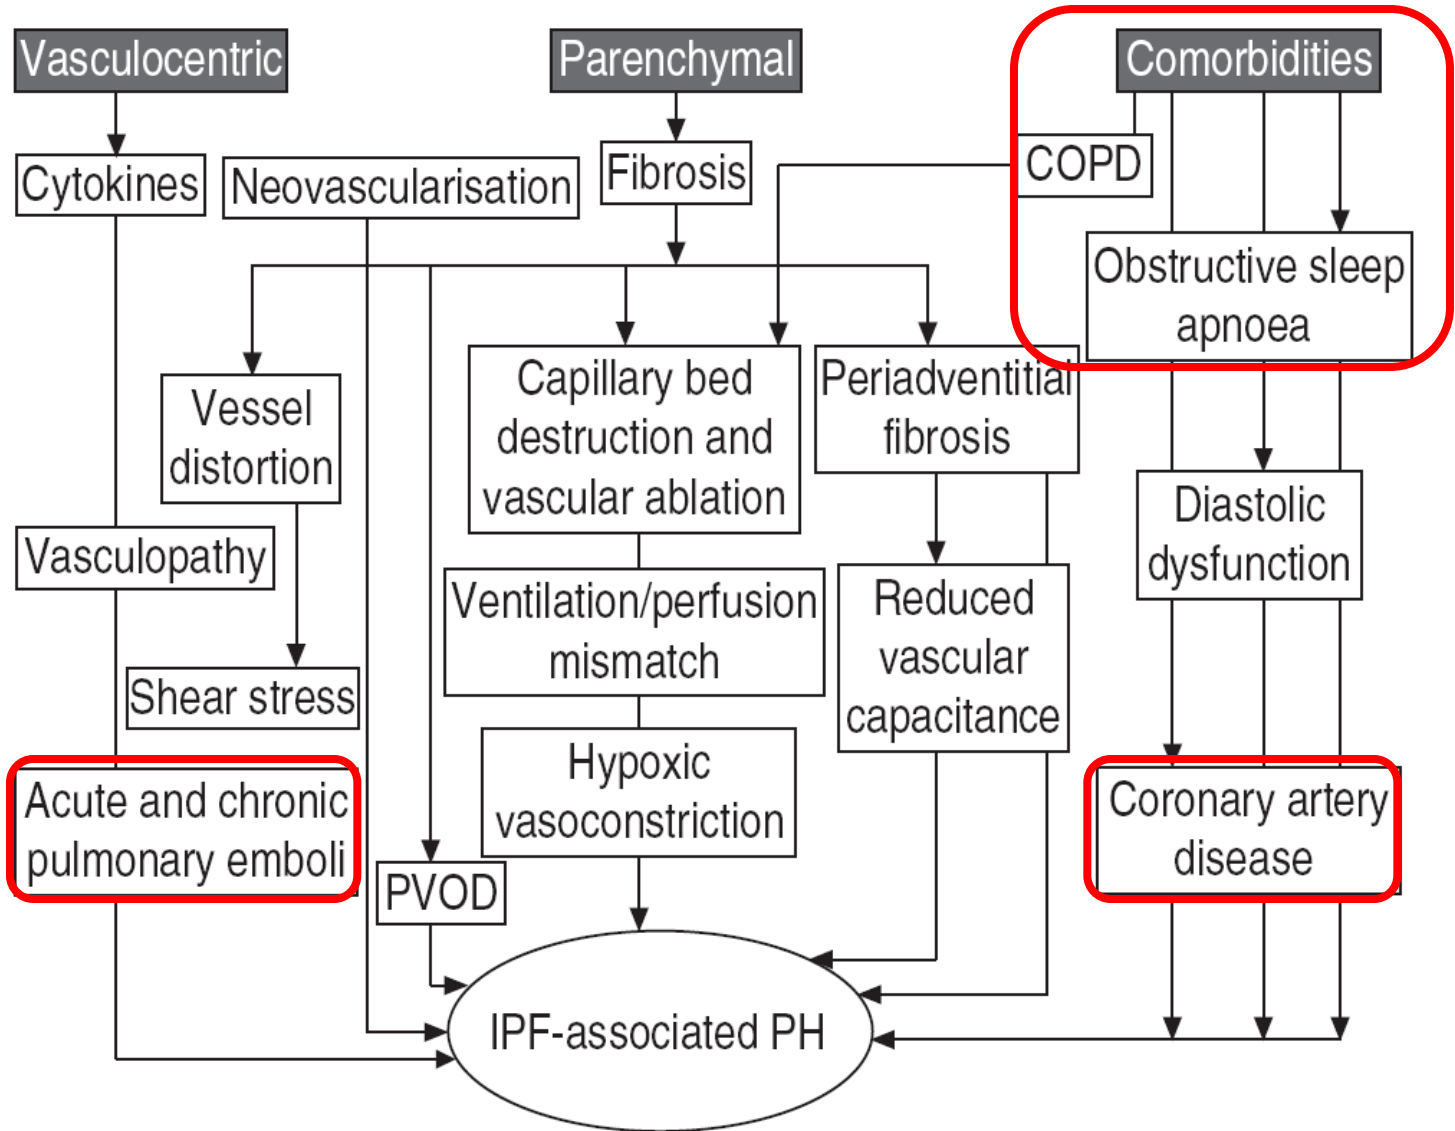 Vasculocentric
Parenchymal
Comorbidities
Cytokines
Neovascularisation
Fibrosis
COPD
Obstructive sleep
apnoea
Vessel
distortion
Capillary bed
destruction and
vascular ablation
Periadventitial
fibrosis
Diastolic
dysfunction
Vasculopathy
Ventilation/perfusion
mismatch
Reduced
vascular
capacitance
Shear stress
Hypoxic
vasoconstriction
Acute and chronic
pulmonary emboli
Coronary artery
disease
PVOD
IPF-associated PH